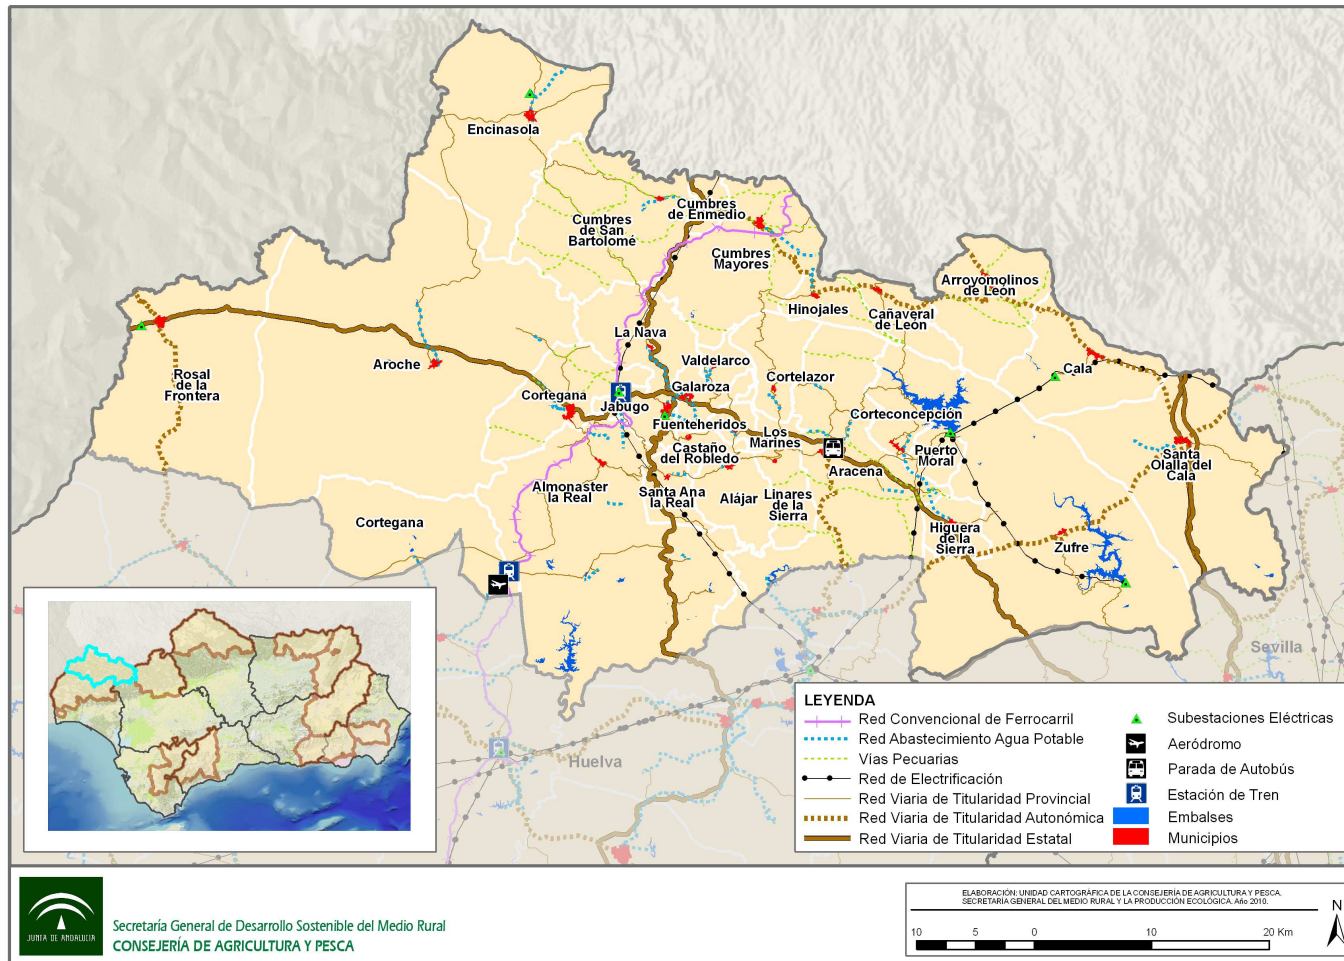 Encinasola
Cumbres
de Enmedio
Cumbres
de San
Bartolomé
Cumbres
Mayores
Arroyomolinos
de León
Hinojales
Cañaveral
de León
La Nava
Valdelarco
Aroche
Rosal
de la
Frontera
Cala
Cortelazor
Galaroza
Cortegana
Jabugo
Corteconcepción
Fuenteheridos
Los
Marines
Castaño
del Robledo
Puerto
Moral
Santa
Olalla del
Cala
Aracena
Almonaster
la Real
Santa Ana
la Real
Alájar
Linares
de la
Sierra
Cortegana
Higuera
de la
Sierra
Zufre
Sevilla
Huelva
LEYENDA
Red Convencional de Ferrocarril
Red Abastecimiento Agua Potable
Vías Pecuarias
Red de Electrificación
Red Viaria de Titularidad Provincial
Red Viaria de Titularidad Autonómica
Red Viaria de Titularidad Estatal
Subestaciones Eléctricas
Aeródromo
Parada de Autobús
Estación de Tren
Embalses
Municipios
JUNTA DE ANDALUCIA
Secretaría General de Desarrollo Sostenible del Medio Rural
CONSEJERÍA DE AGRICULTURA Y PESCA
ELABORACIÓN: UNIDAD CARTOGRÁFICA DE LA CONSEJERÍA DE AGRICULTURA Y PESCA.
SECRETARÍA GENERAL DEL MEDIO RURAL Y LA PRODUCCIÓN ECOLÓGICA. Año 2010.
10 5 0 10 20 Km
N